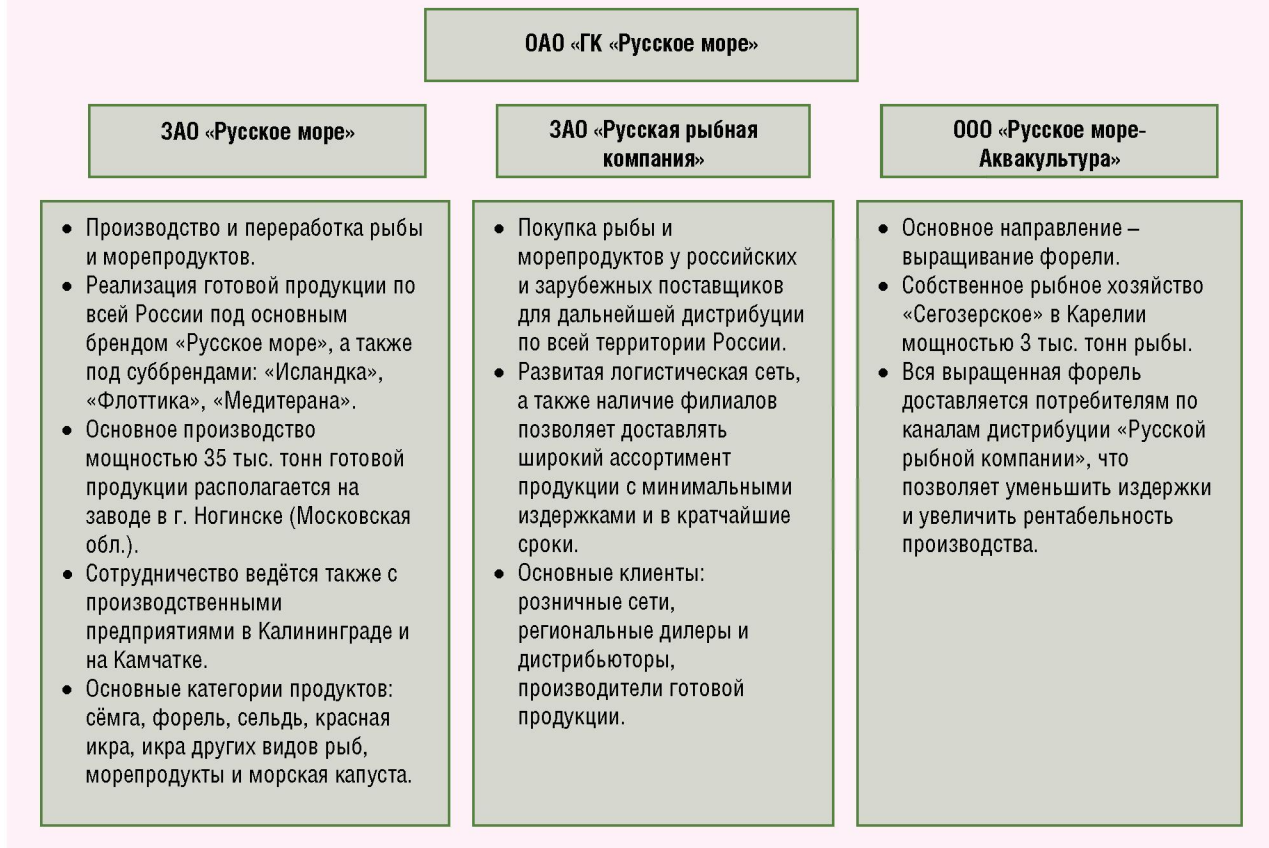 ОАО «ГК «Русское море»
ЗАО «Русское море»
• Производство и переработка рыбы
и морепродуктов.
• Реализация готовой продукции по
всей России под основным
брендом «Русское море», а также
под суббрендами: «Исландка»,
«Флоттика», «Медитерана».
• Основное производство
мощностью 35 тыс. тонн готовой
продукции располагается на
заводе в г. Ногинске (Московская
обл.).
• Сотрудничество ведётся также с
производственными
предприятиями в Калининграде и
на Камчатке.
• Основные категории продуктов:
сёмга, форель, сельдь, красная
икра, икра других видов рыб,
морепродукты и морская капуста.
ЗАО «Русская рыбная
компания»
• Покупка рыбы и
морепродуктов у российских
и зарубежных поставщиков
для дальнейшей дистрибуции
по всей территории России.
• Развитая логистическая сеть,
а также наличие филиалов
позволяет доставлять
широкий ассортимент
продукции с минимальными
издержками и в кратчайшие
сроки.
• Основные клиенты:
розничные сети,
региональные дилеры и
дистрибьюторы,
производители готовой
продукции.
ООО «Русское море-
Аквакультура»
• Основное направление –
выращивание форели.
• Собственное рыбное хозяйство
«Сегозерское» в Карелии
мощностью 3 тыс. тонн рыбы.
• Вся выращенная форель
доставляется потребителям по
каналам дистрибуции «Русской
рыбной компании», что
позволяет уменьшить издержки
и увеличить рентабельность
производства.